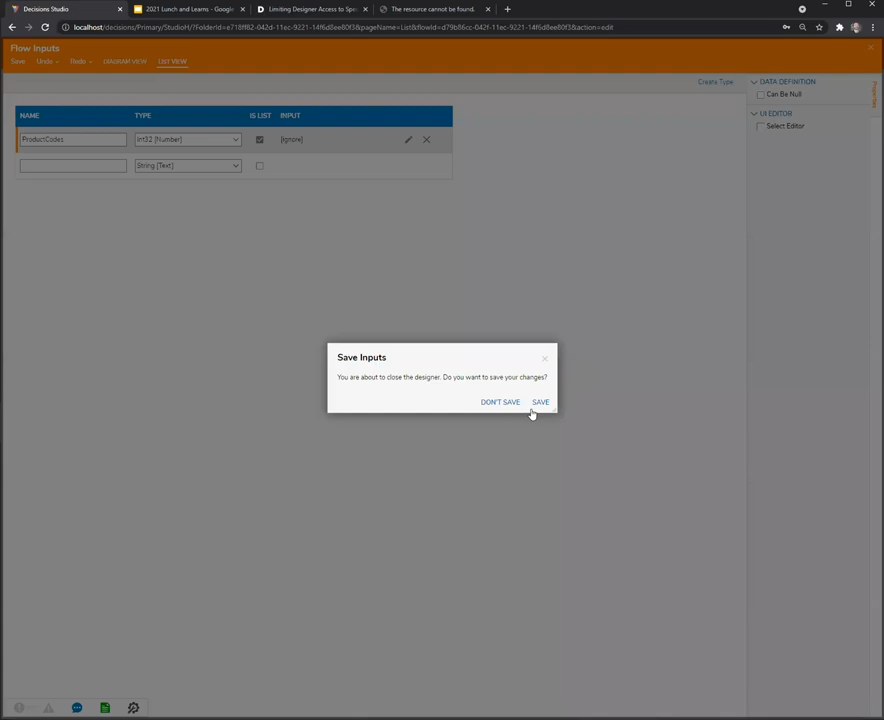 Decisions Studio
2021 Lunch and Learns - Google
Limiting Designer Access to Spe
The resource cannot be found.
localhost/decisions/Primary/StudioH/?FolderId=e718ff82-042d-11ec-9221-14f6d8ee80f3&pageName=List&flowId=d79b86cc-042f-11ec-9221-14f6d8ee80f3&action=edit
Flow Inputs
Save Undo Redo DIAGRAM VIEW LIST VIEW
Create Type
DATA DEFINITION
Can Be Null
Properties
UI EDITOR
Select Editor
NAME TYPE IS LIST INPUT
ProductCodes Int32 [Number] [Ignore]
String [Text]
Save Inputs
You are about to close the designer. Do you want to save your changes?
DON'T SAVE SAVE